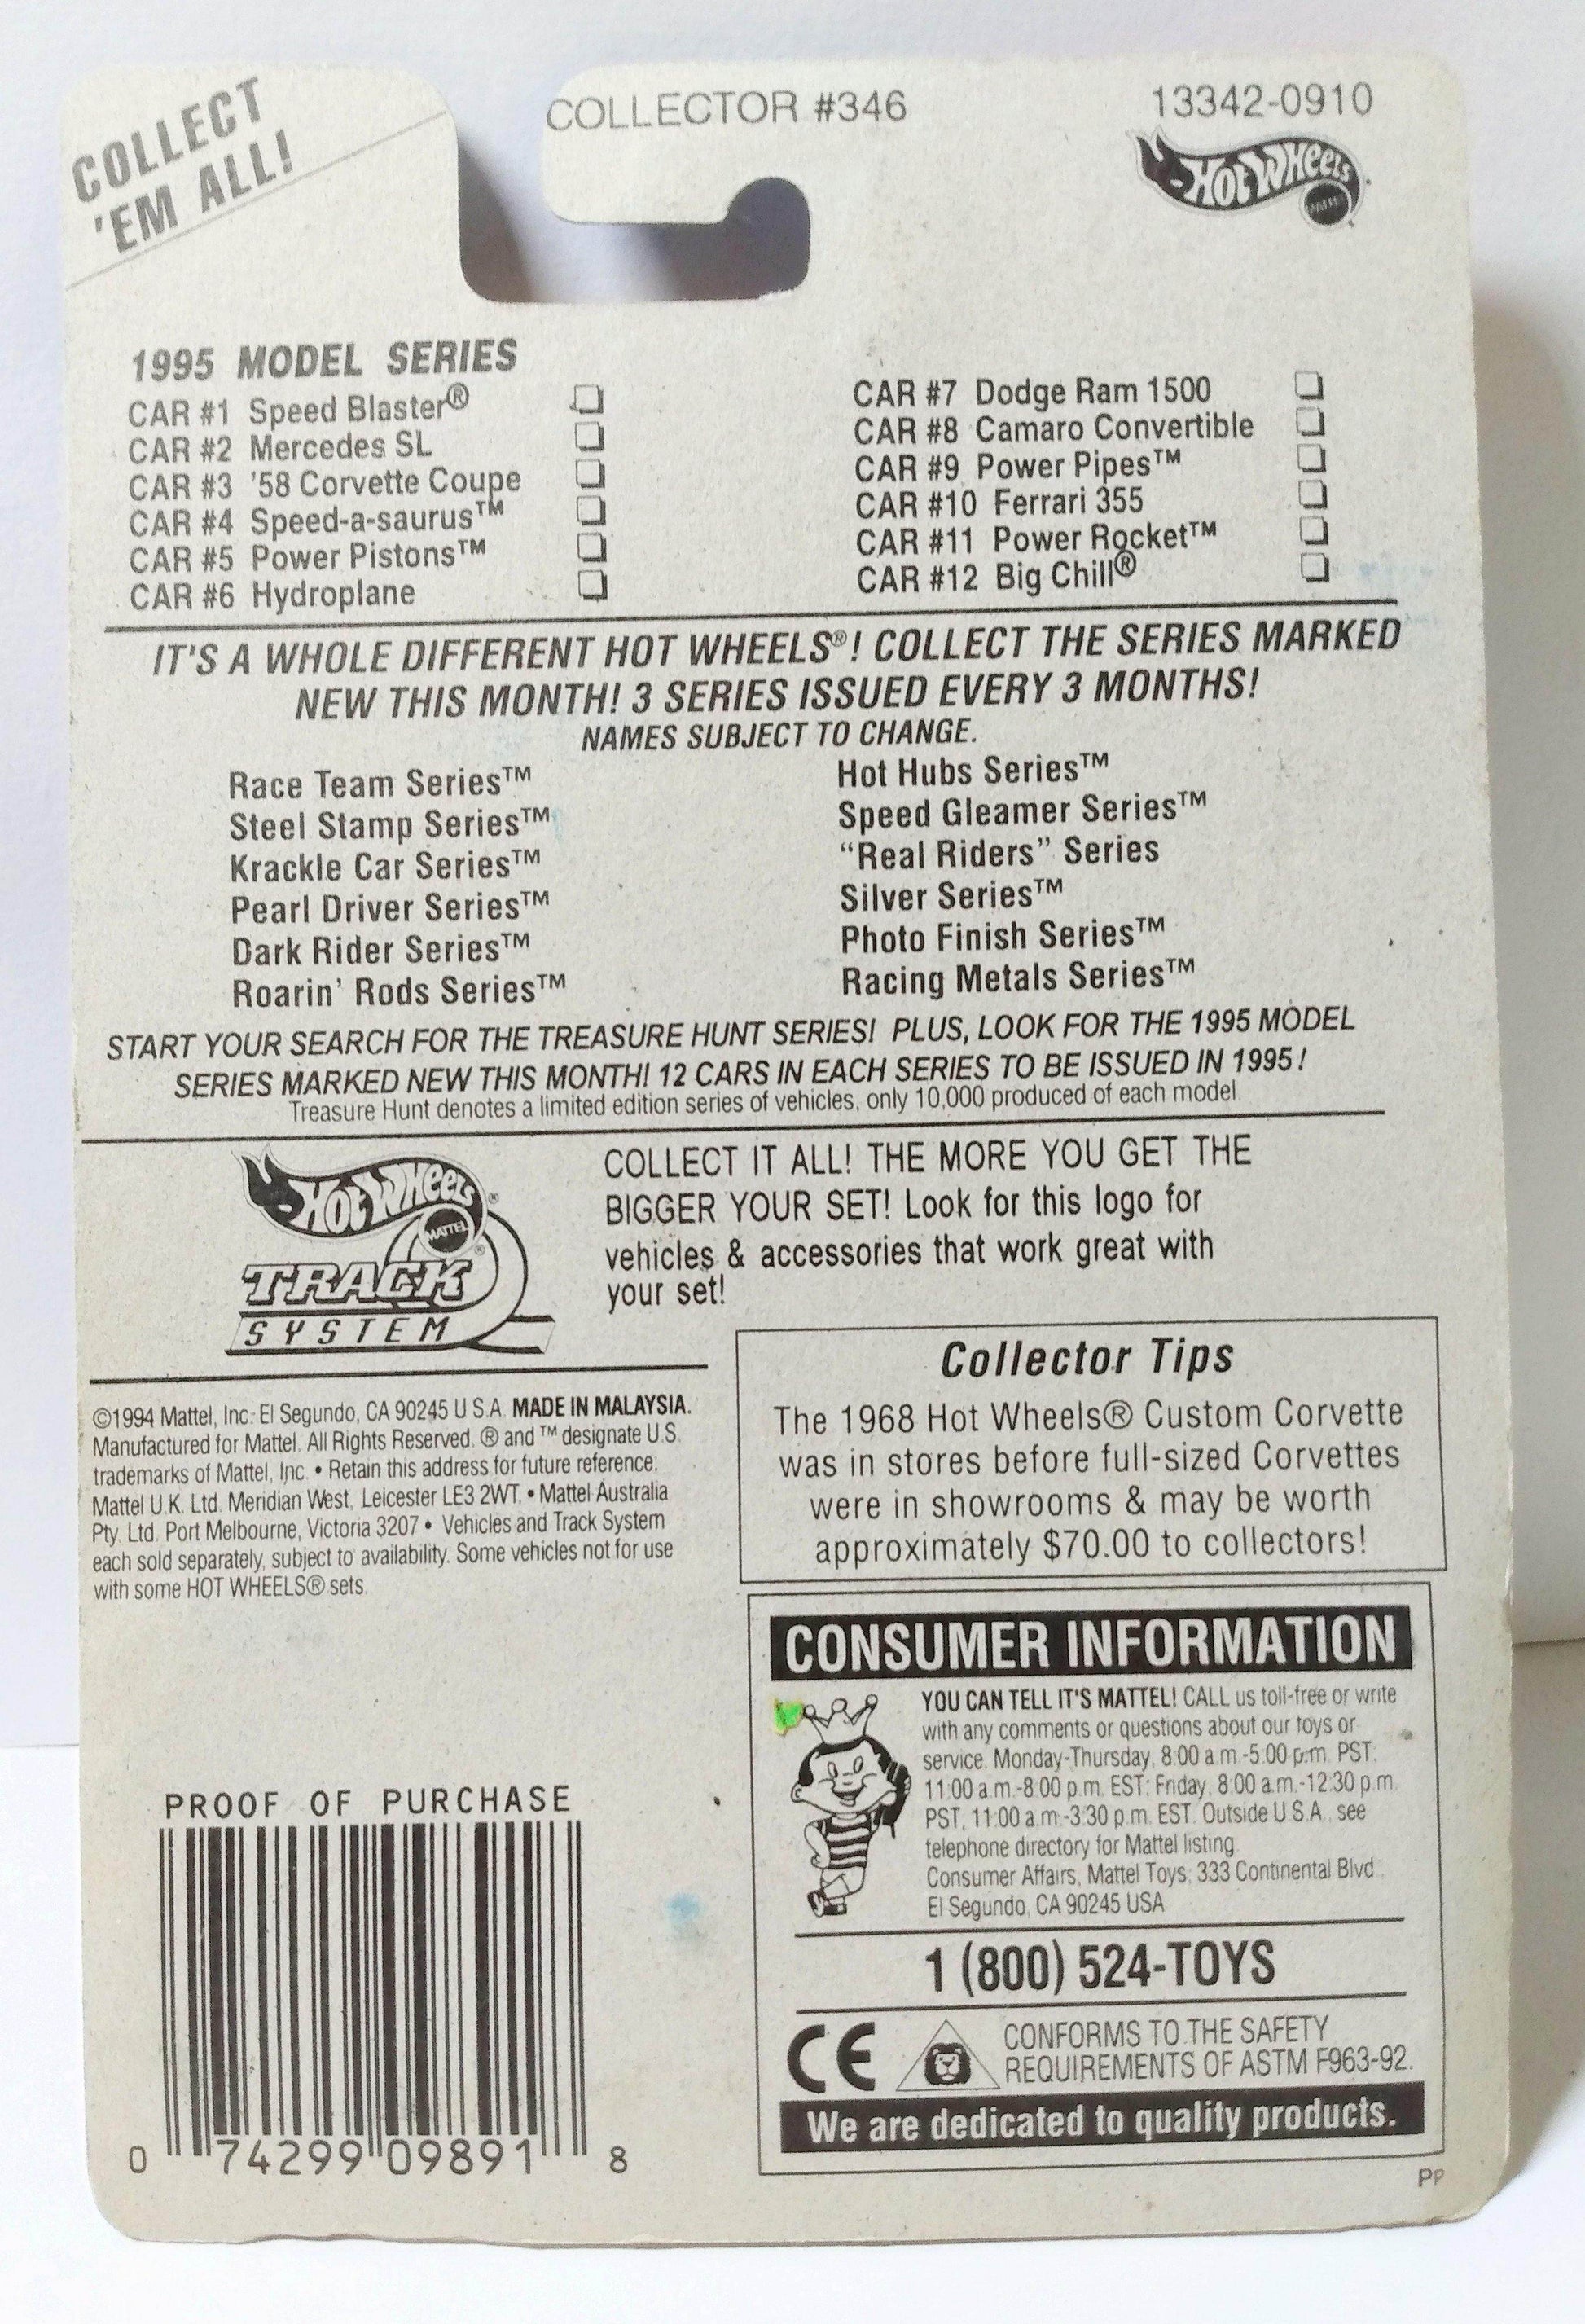 COLLECT
'EM ALL!
COLLECTOR #346
13342-0910
HOT WHEELS
MATTEL
1995 MODEL SERIES
CAR #1 Speed Blaster®
CAR #2 Mercedes SL
CAR #3 '58 Corvette Coupe
CAR #4 Speed-a-saurus™
CAR #5 Power Pistons™
CAR #6 Hydroplane
CAR #7 Dodge Ram 1500
CAR #8 Camaro Convertible
CAR #9 Power Pipes™
CAR #10 Ferrari 355
CAR #11 Power Rocket™
CAR #12 Big Chill®
IT'S A WHOLE DIFFERENT HOT WHEELS®! COLLECT THE SERIES MARKED
NEW THIS MONTH! 3 SERIES ISSUED EVERY 3 MONTHS!
NAMES SUBJECT TO CHANGE.
Race Team Series™
Steel Stamp Series™
Krackle Car Series™
Pearl Driver Series™
Dark Rider Series™
Roarin' Rods Series™
Hot Hubs Series™
Speed Gleamer Series™
“Real Riders” Series
Silver Series™
Photo Finish Series™
Racing Metals Series™
START YOUR SEARCH FOR THE TREASURE HUNT SERIES! PLUS, LOOK FOR THE 1995 MODEL
SERIES MARKED NEW THIS MONTH! 12 CARS IN EACH SERIES TO BE ISSUED IN 1995!
Treasure Hunt denotes a limited edition series of vehicles, only 10,000 produced of each model.
HOT WHEELS®
MATTEL®
TRACK
SYSTEM
COLLECT IT ALL! THE MORE YOU GET THE
BIGGER YOUR SET! Look for this logo for
vehicles & accessories that work great with
your set!
©1994 Mattel, Inc. El Segundo, CA 90245 U.S.A. MADE IN MALAYSIA.
Manufactured for Mattel. All Rights Reserved. ® and ™ designate U.S.
trademarks of Mattel, Inc. • Retain this address for future reference:
Mattel U.K. Ltd. Meridian West, Leicester LE3 2WT. • Mattel Australia
Pty. Ltd. Port Melbourne, Victoria 3207 • Vehicles and Track System
each sold separately, subject to availability. Some vehicles not for use
with some HOT WHEELS® sets.
Collector Tips
The 1968 Hot Wheels® Custom Corvette
was in stores before full-sized Corvettes
were in showrooms & may be worth
approximately $70.00 to collectors!
CONSUMER INFORMATION
YOU CAN TELL IT'S MATTEL! CALL us toll-free or write
with any comments or questions about our toys or
service. Monday-Thursday, 8:00 a.m.-5:00 p.m. PST:
11:00 a.m.-8:00 p.m. EST; Friday, 8:00 a.m.-12:30 p.m.
PST, 11:00 a.m.-3:30 p.m. EST. Outside U.S.A., see
telephone directory for Mattel listing.
Consumer Affairs, Mattel Toys, 333 Continental Blvd.,
El Segundo, CA 90245 USA
1 (800) 524-TOYS
CE
CONFORMS TO THE SAFETY
REQUIREMENTS OF ASTM F963-92.
We are dedicated to quality products.
PROOF OF PURCHASE
0 74299 09891 8
PP